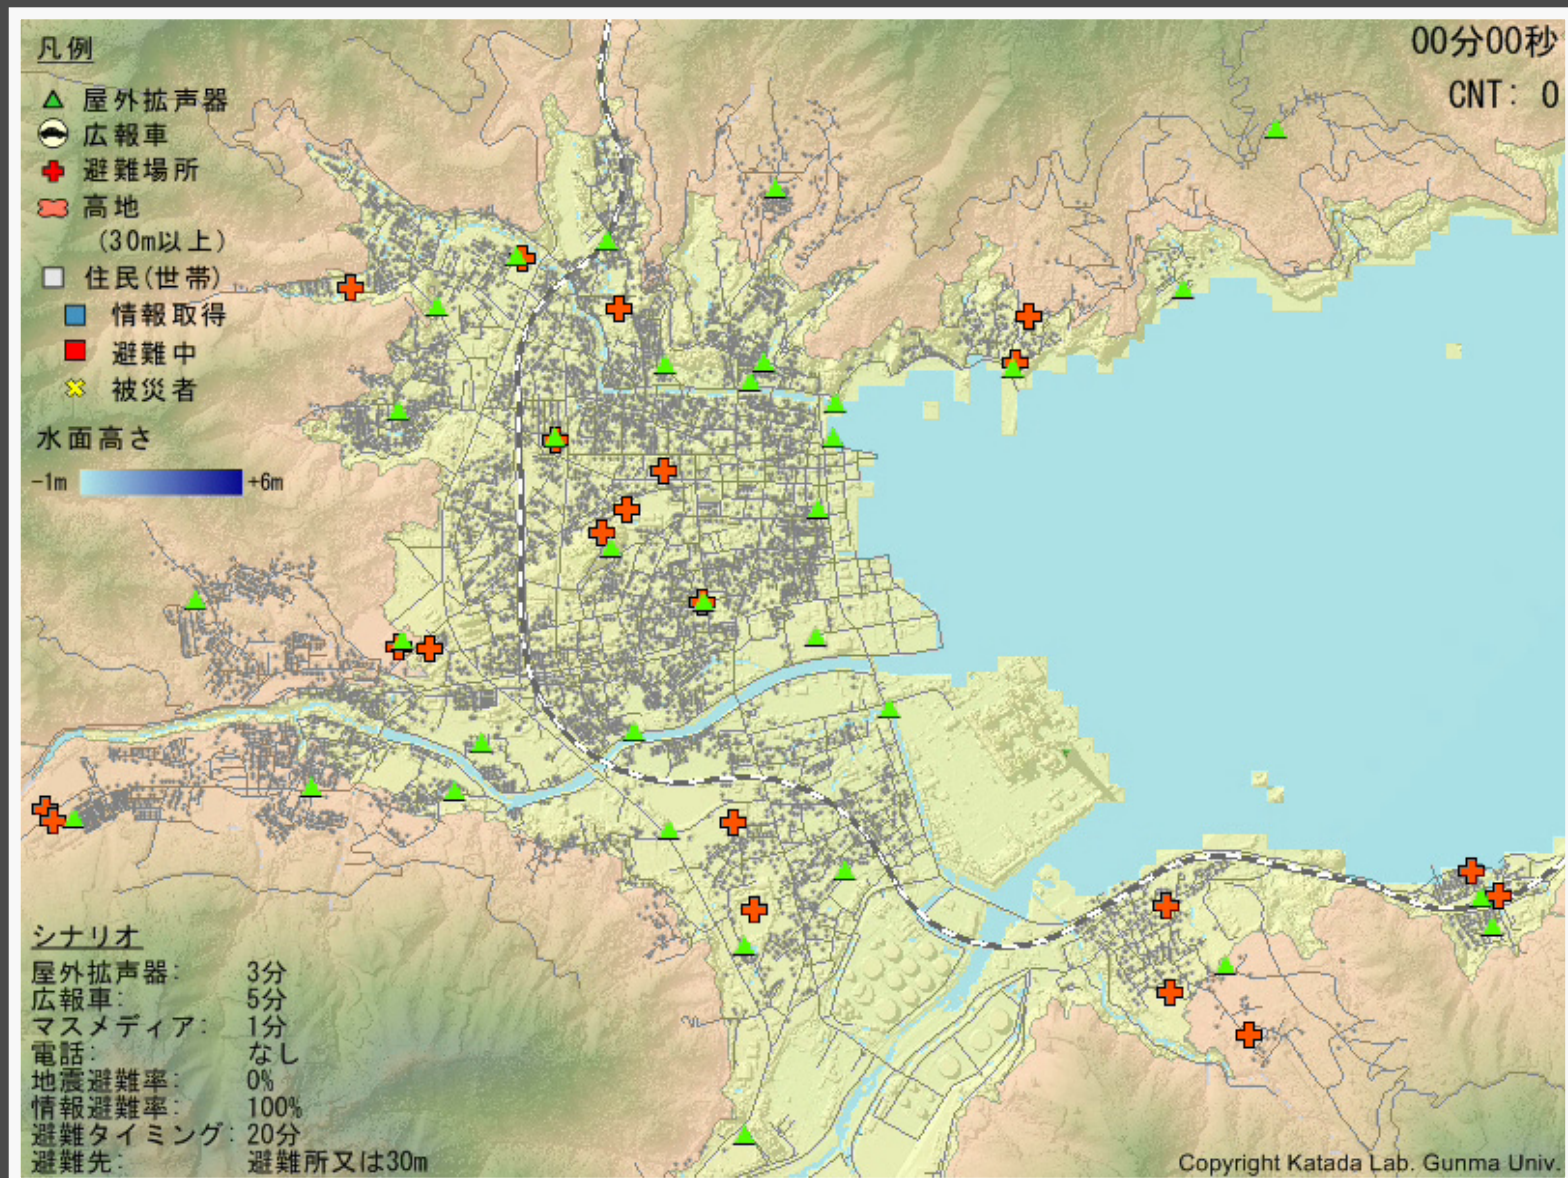 凡例
00分00秒
CNT: 0
屋外拡声器
広報車
避難場所
高地
(30m以上)
住民(世帯)
情報取得
避難中
被災者
水面高さ
-1m +6m
シナリオ
屋外拡声器: 3分
広報車: 5分
マスメディア: 1分
電話: なし
地震避難率: 0%
情報避難率: 100%
避難タイミング: 20分
避難先: 避難所又は30m
Copyright Katada Lab. Gunma Univ.